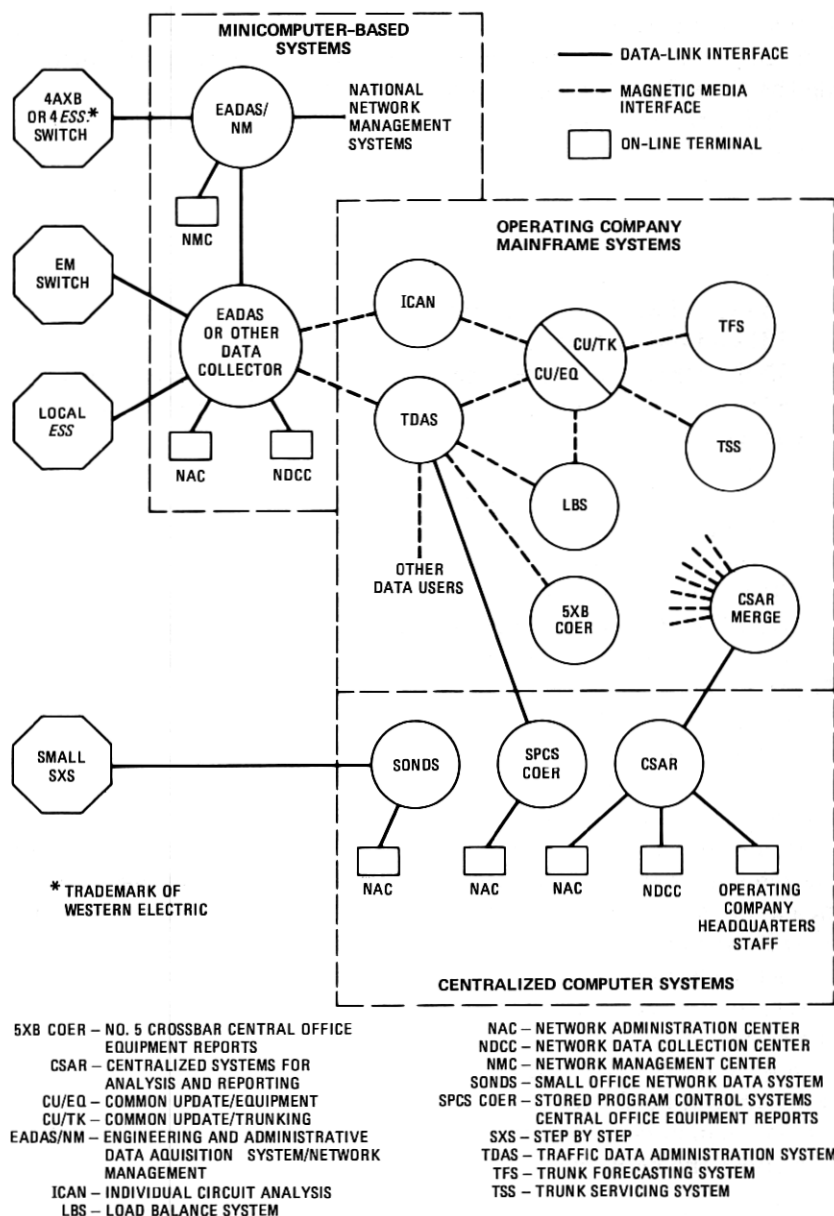 MINICOMPUTER-BASED
SYSTEMS
4AXB
OR 4 ESS.*
SWITCH
EADAS/
NM
NATIONAL
NETWORK
MANAGEMENT
SYSTEMS
DATA-LINK INTERFACE
MAGNETIC MEDIA
INTERFACE
ON-LINE TERMINAL
NMC
OPERATING COMPANY
MAINFRAME SYSTEMS
EM
SWITCH
EADAS
OR OTHER
DATA
COLLECTOR
ICAN
CU/TK
CU/EQ
TFS
LOCAL
ESS
TDAS
TSS
NAC
NDCC
LBS
OTHER
DATA USERS
5XB
COER
CSAR
MERGE
SMALL
SXS
SONDS
SPCS
COER
CSAR
NAC
NAC
NAC
NDCC
OPERATING
COMPANY
HEADQUARTERS
STAFF
* TRADEMARK OF
WESTERN ELECTRIC
CENTRALIZED COMPUTER SYSTEMS
5XB COER – NO. 5 CROSSBAR CENTRAL OFFICE
EQUIPMENT REPORTS
CSAR – CENTRALIZED SYSTEMS FOR
ANALYSIS AND REPORTING
CU/EQ – COMMON UPDATE/EQUIPMENT
CU/TK – COMMON UPDATE/TRUNKING
EADAS/NM – ENGINEERING AND ADMINISTRATIVE
DATA AQUISITION SYSTEM/NETWORK
MANAGEMENT
ICAN – INDIVIDUAL CIRCUIT ANALYSIS
LBS – LOAD BALANCE SYSTEM
NAC – NETWORK ADMINISTRATION CENTER
NDCC – NETWORK DATA COLLECTION CENTER
NMC – NETWORK MANAGEMENT CENTER
SONDS – SMALL OFFICE NETWORK DATA SYSTEM
SPCS COER – STORED PROGRAM CONTROL SYSTEMS
CENTRAL OFFICE EQUIPMENT REPORTS
SXS – STEP BY STEP
TDAS – TRAFFIC DATA ADMINISTRATION SYSTEM
TFS – TRUNK FORECASTING SYSTEM
TSS – TRUNK SERVICING SYSTEM